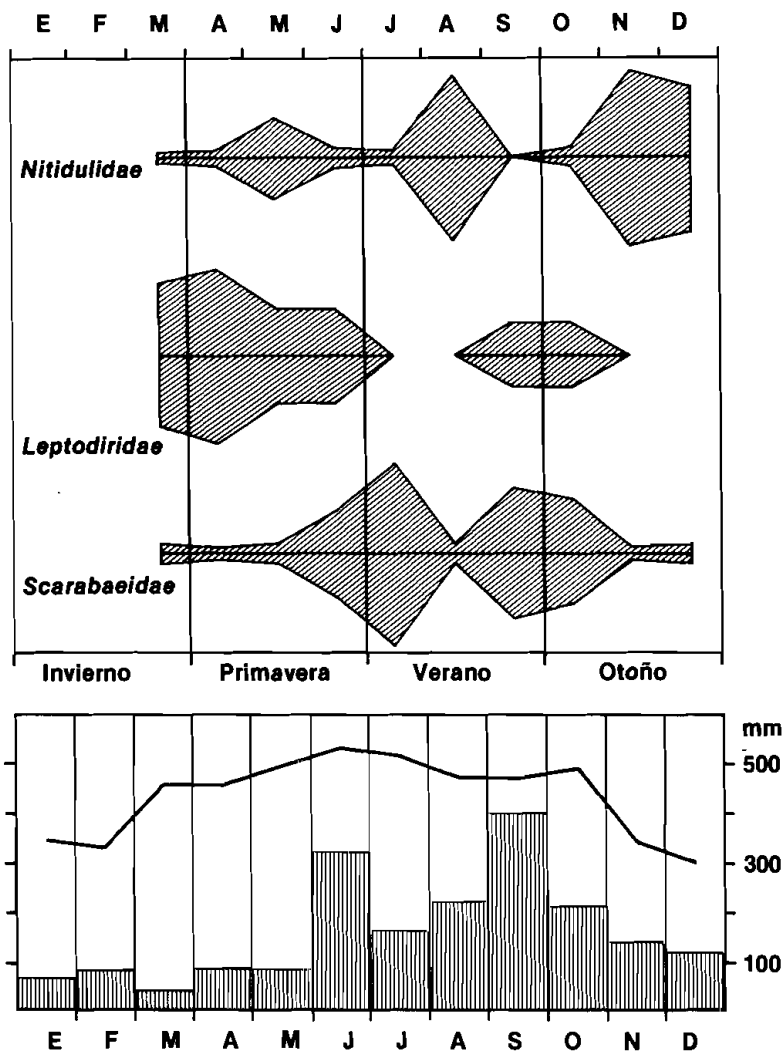 E F M A M J J A S O N D
Nitidulidae
Leptodiridae
Scarabaeidae
Invierno Primavera Verano Otoño
mm
500
300
100
E F M A M J J A S O N D